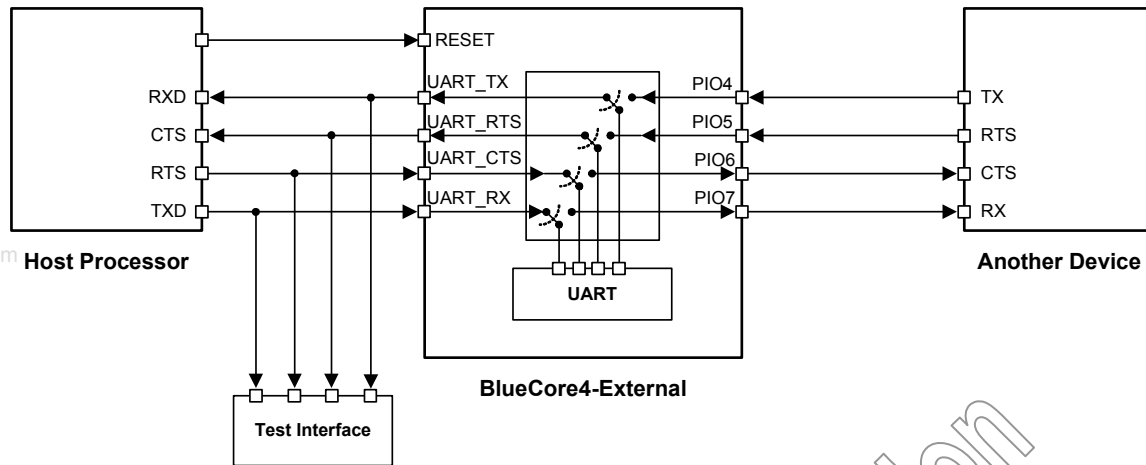 RESET
RXD UART_TX PIO4 TX
CTS UART_RTS PIO5 RTS
RTS UART_CTS PIO6 CTS
TXD UART_RX PIO7 RX
m
Host Processor
Another Device
UART
BlueCore4-External
Test Interface